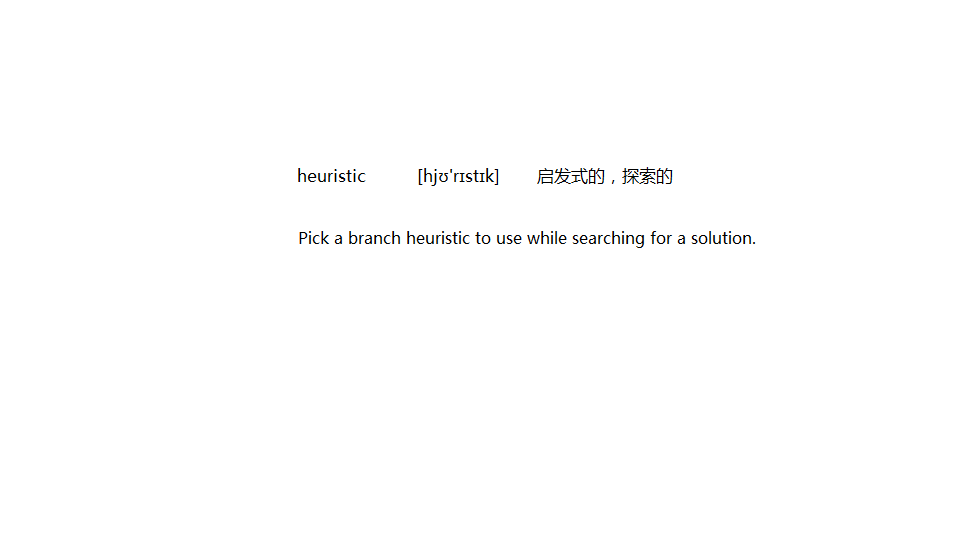 heuristic [hjʊ'rɪstɪk] 启发式的，探索的
Pick a branch heuristic to use while searching for a solution.